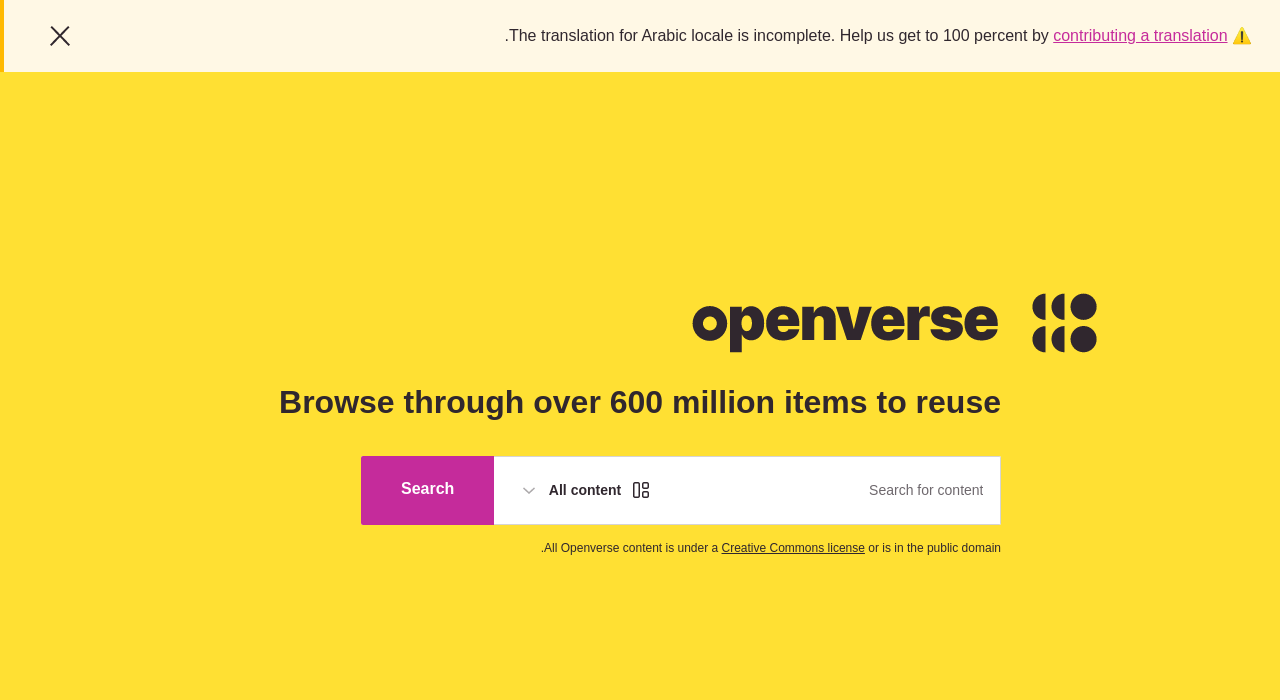 The translation for Arabic locale is incomplete. Help us get to 100 percent by contributing a translation.
openverse
Browse through over 600 million items to reuse
Search for content
All content
Search
All Openverse content is under a Creative Commons license or is in the public domain.